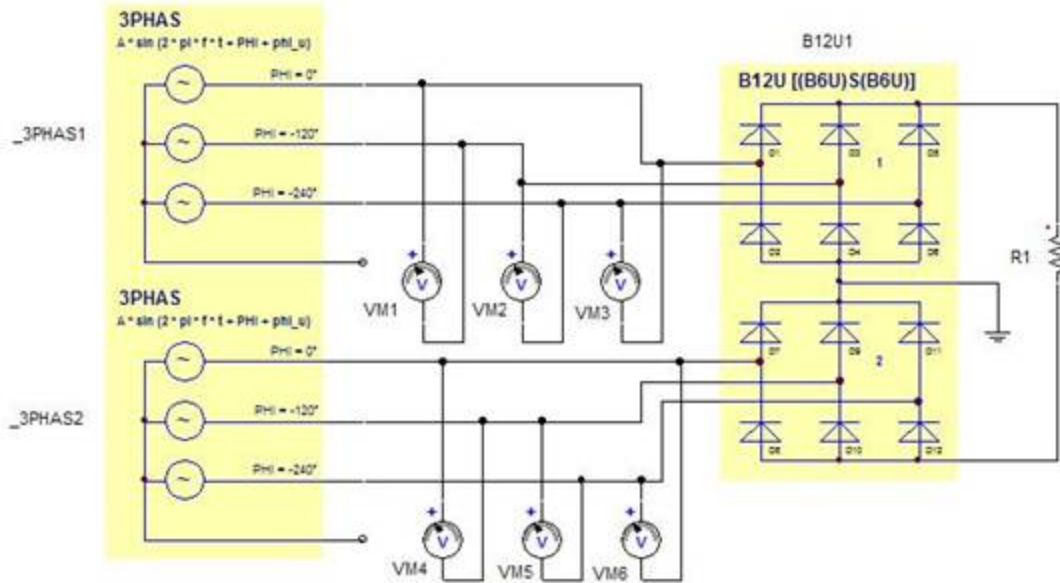 3PHAS
A * sin (2 * pi * f * t + PHI + phi_u)
PHI = 0°
PHI = -120°
PHI = -240°
_3PHAS1
VM1
VM2
VM3
B12U1
B12U [(B6U)S(B6U)]
D1
D3
D5
1
D2
D4
D6
R1
3PHAS
A * sin (2 * pi * f * t + PHI + phi_u)
PHI = 0°
PHI = -120°
PHI = -240°
_3PHAS2
D7
D9
D11
2
D8
D10
D12
+
V
+
V
+
V
+
V
+
V
+
V
VM4
VM5
VM6